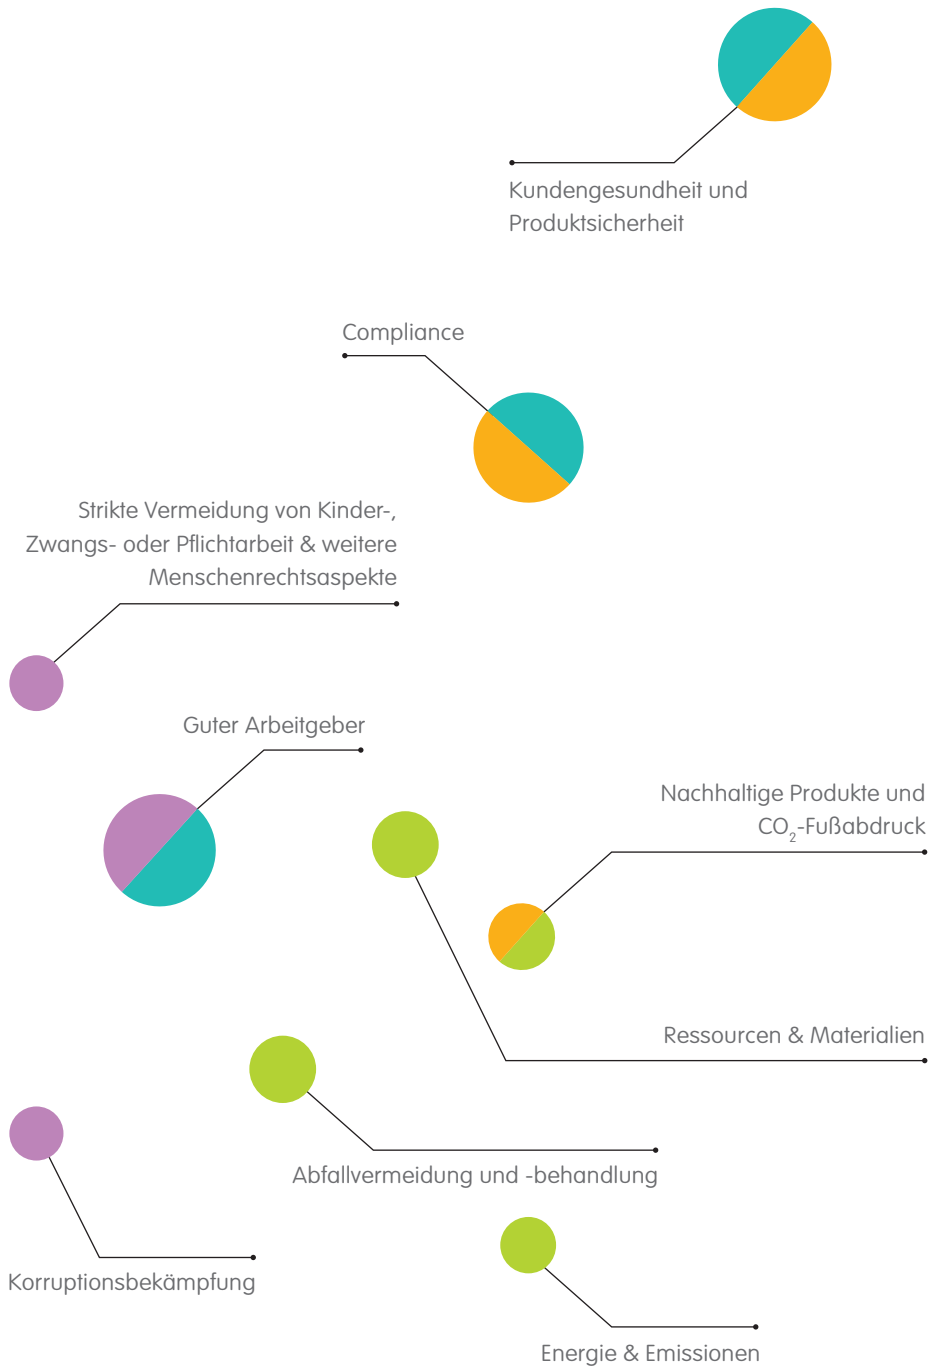 Kundengesundheit und
Produktsicherheit
Compliance
Strikte Vermeidung von Kinder-,
Zwangs- oder Pflichtarbeit & weitere
Menschenrechtsaspekte
Guter Arbeitgeber
Nachhaltige Produkte und
CO₂-Fußabdruck
Ressourcen & Materialien
Abfallvermeidung und -behandlung
Korruptionsbekämpfung
Energie & Emissionen